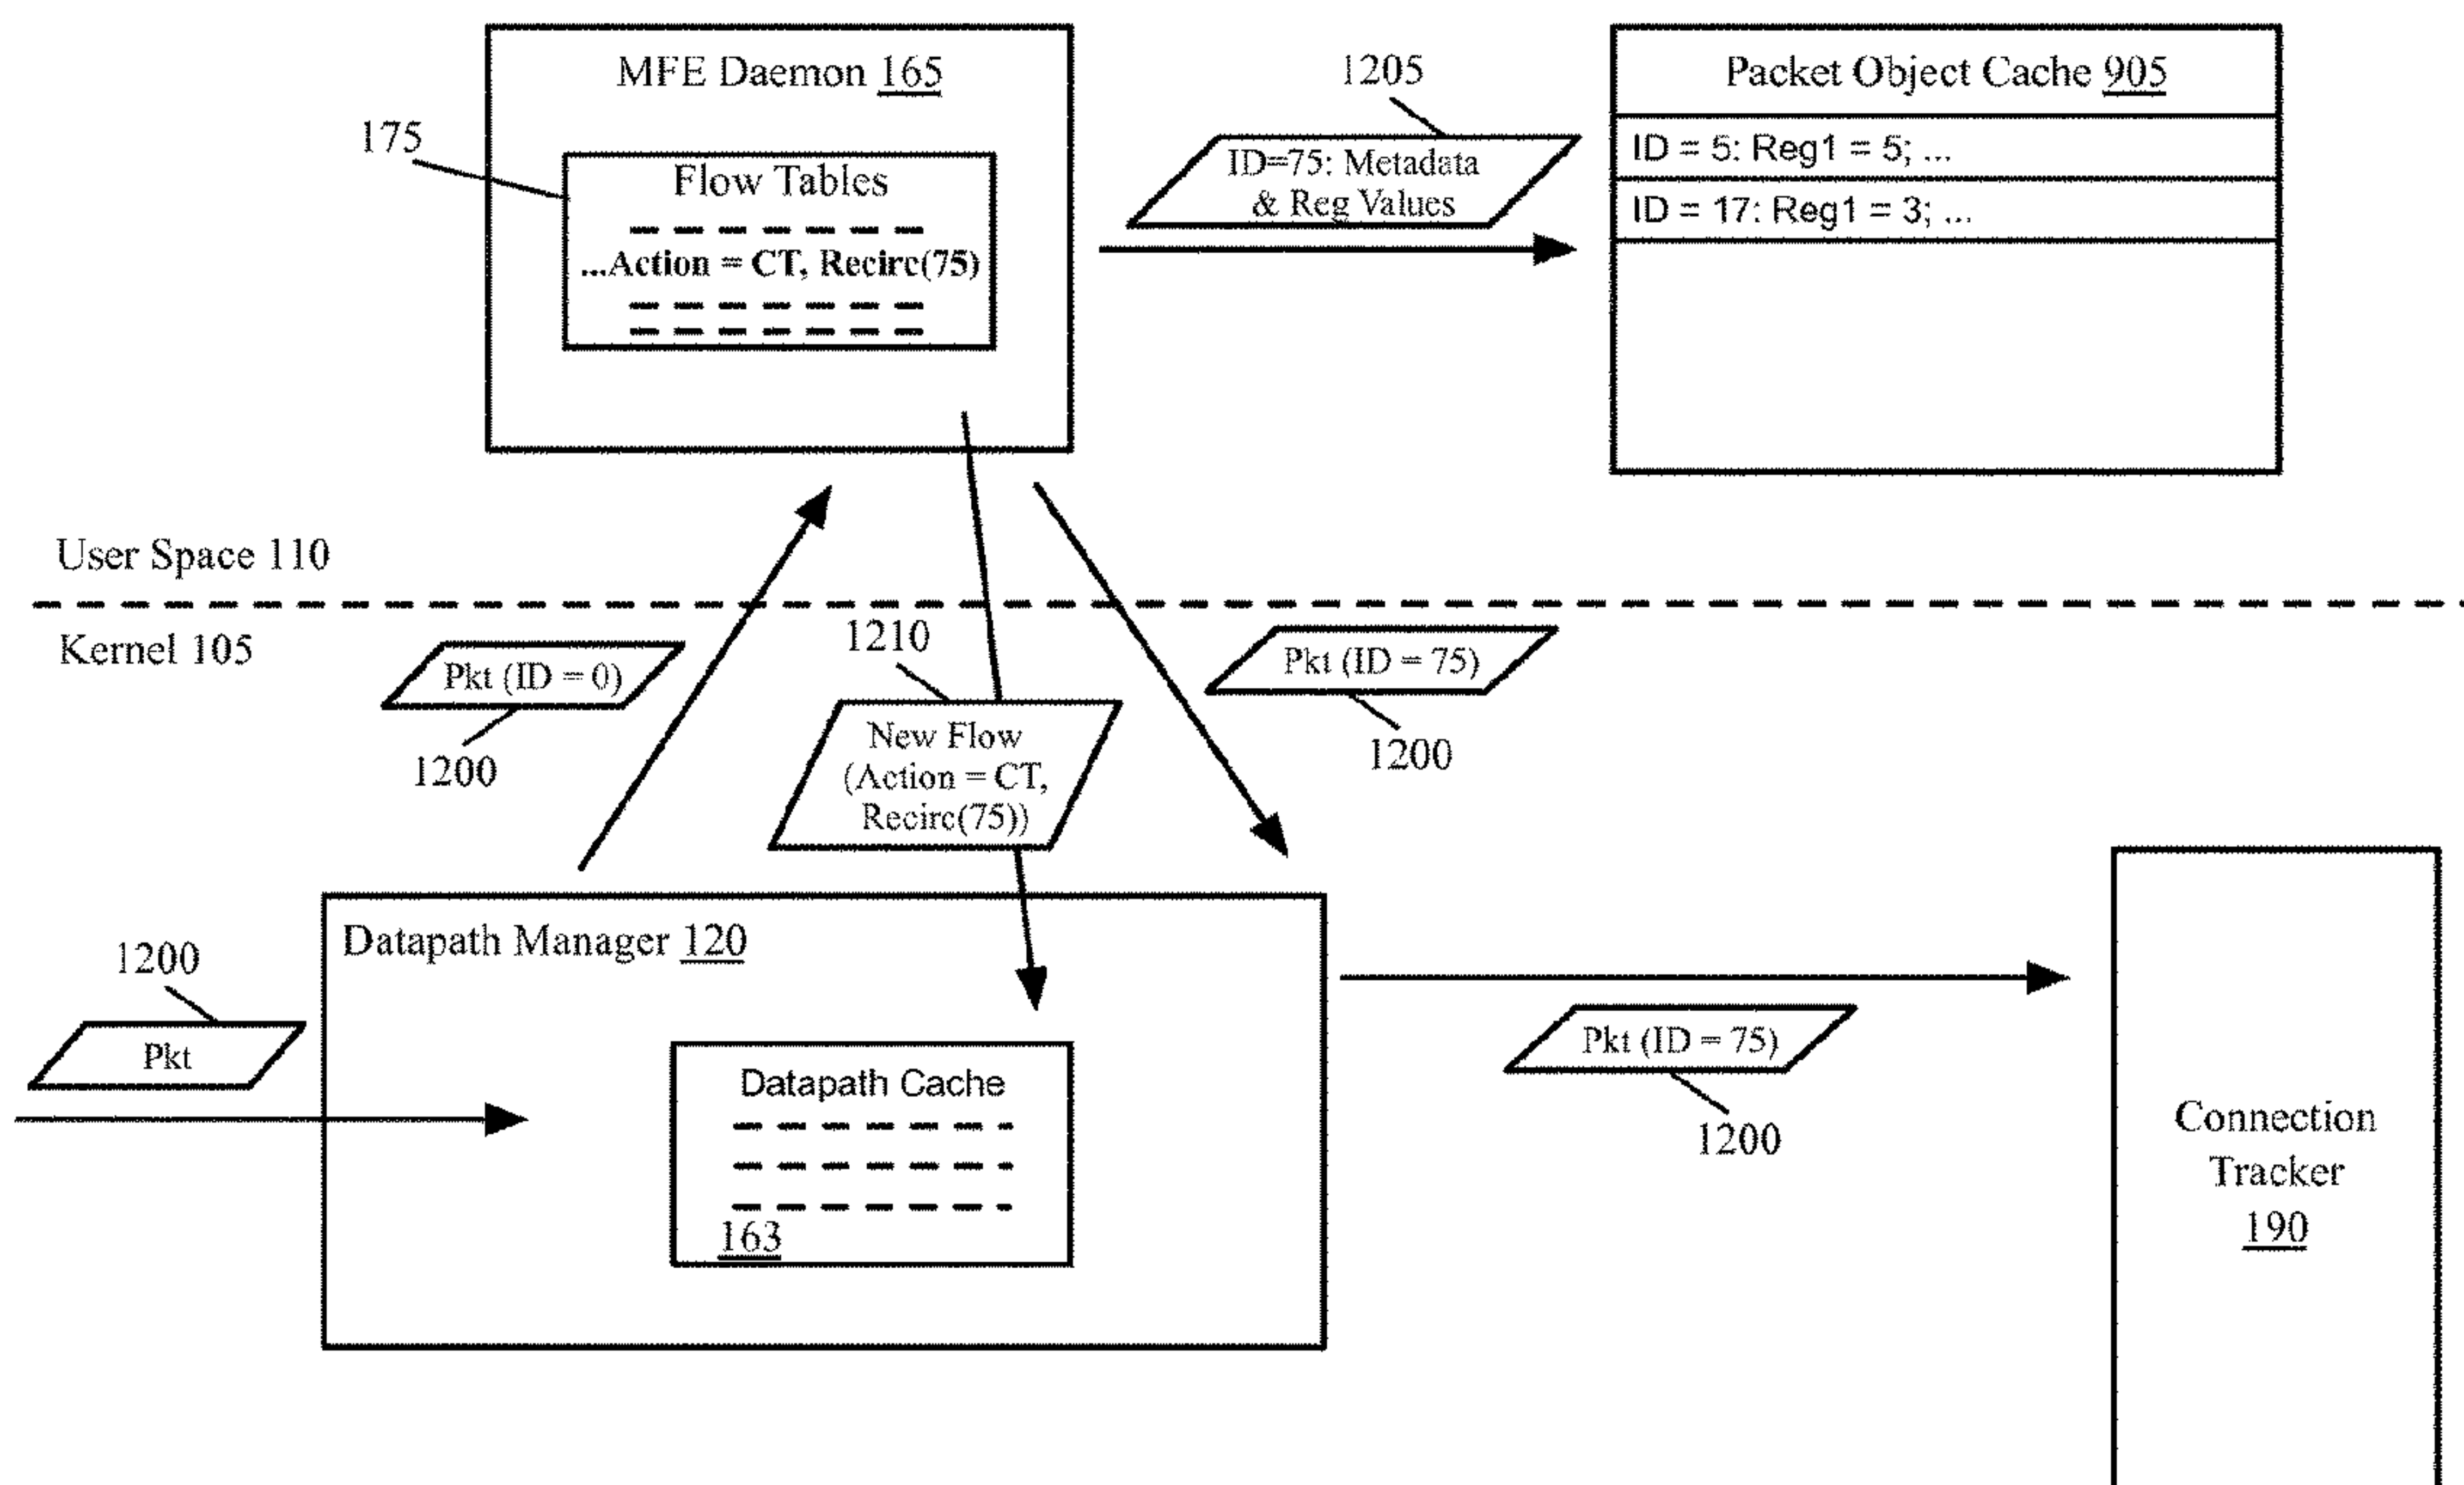 MFE Daemon 165
175
Flow Tables
...Action = CT, Recirc(75)
1205
ID=75: Metadata
& Reg Values
Packet Object Cache 905
ID = 5: Reg1 = 5; ...
ID = 17: Reg1 = 3; ...
User Space 110
Kernel 105
Pkt (ID = 0)
1200
1210
New Flow
(Action = CT,
Recirc(75))
Pkt (ID = 75)
1200
1200
Pkt
Datapath Manager 120
Datapath Cache
163
Pkt (ID = 75)
1200
Connection
Tracker
190